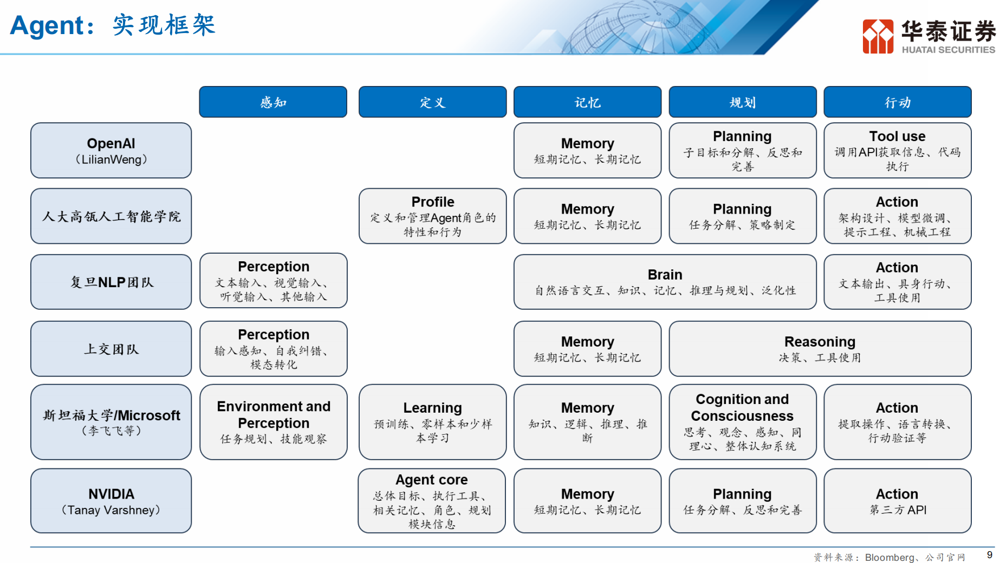 Agent：实现框架
华泰证券
HUATAI SECURITIES
感知
定义
记忆
规划
行动
OpenAI
（LilianWeng）
Memory
短期记忆、长期记忆
Planning
子目标和分解、反思和
完善
Tool use
调用API获取信息、代码
执行
人大高瓴人工智能学院
Profile
定义和管理Agent角色的
特性和行为
Memory
短期记忆、长期记忆
Planning
任务分解、策略制定
Action
架构设计、模型微调、
提示工程、机械工程
复旦NLP团队
Perception
文本输入、视觉输入、
听觉输入、其他输入
Brain
自然语言交互、知识、记忆、推理与规划、泛化性
Action
文本输出、具身行动、
工具使用
上交团队
Perception
输入感知、自我纠错、
模态转化
Memory
短期记忆、长期记忆
Reasoning
决策、工具使用
斯坦福大学/Microsoft
（李飞飞等）
Environment and
Perception
任务规划、技能观察
Learning
预训练、零样本和少样
本学习
Memory
知识、逻辑、推理、推
断
Cognition and
Consciousness
思考、观念、感知、同
理心、整体认知系统
Action
提取操作、语言转换、
行动验证等
NVIDIA
（Tanay Varshney）
Agent core
总体目标、执行工具、
相关记忆、角色、规划
模块信息
Memory
短期记忆、长期记忆
Planning
任务分解、反思和完善
Action
第三方API
资料来源：Bloomberg、公司官网
9